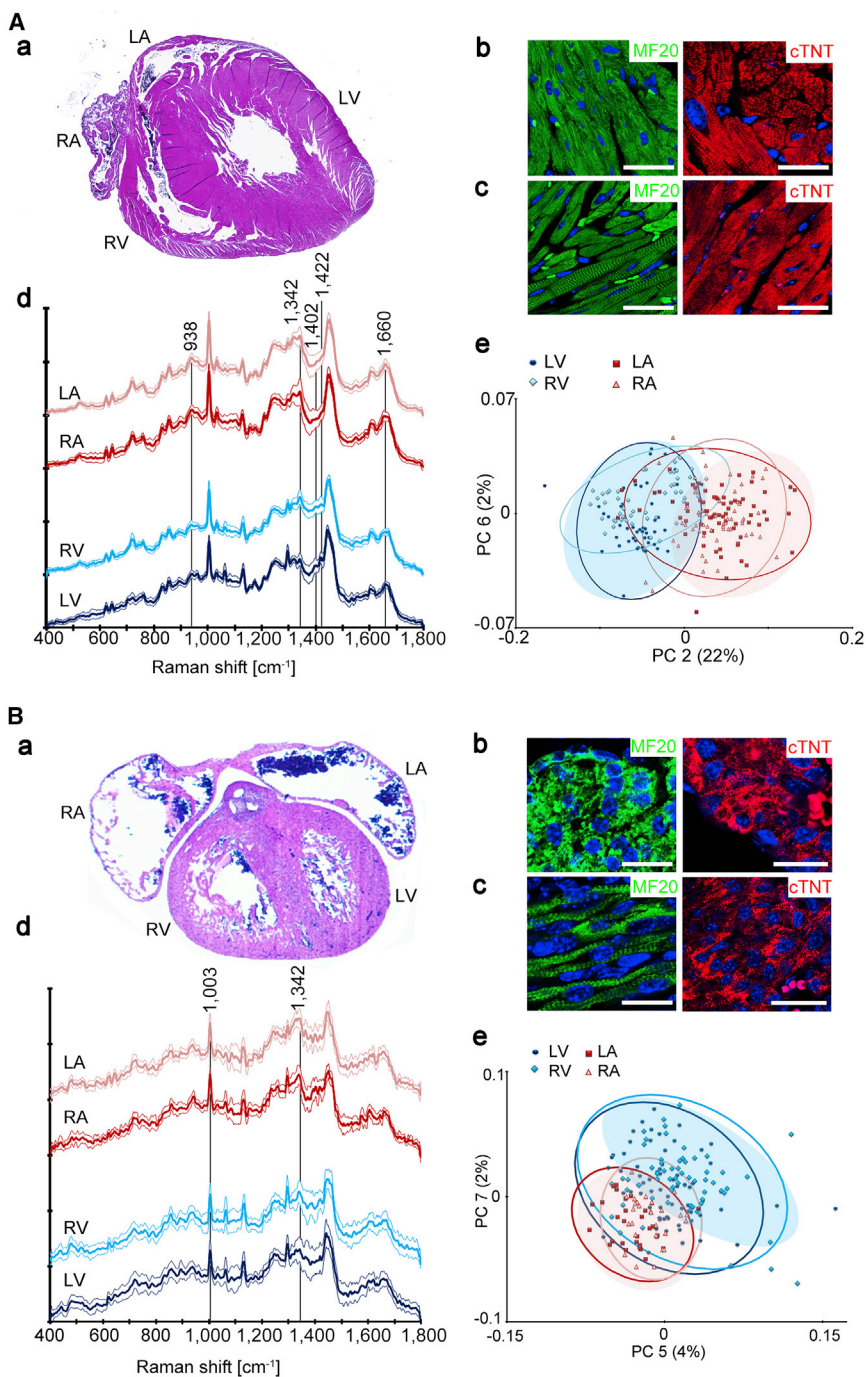 A
a
LA
LV
RA
RV
b
MF20
cTNT
c
MF20
cTNT
d
938
1,342
1,402
1,422
1,660
LA
RA
RV
LV
400 600 800 1,000 1,200 1,400 1,600 1,800
Raman shift [cm⁻¹]
e
LV LA
RV RA
0.07
0
-0.07
PC 6 (2%)
-0.2 0 0.2
PC 2 (22%)
B
a
LA
RA
LV
RV
b
MF20
cTNT
c
MF20
cTNT
d
1,003
1,342
LA
RA
RV
LV
400 600 800 1,000 1,200 1,400 1,600 1,800
Raman shift [cm⁻¹]
e
LV LA
RV RA
0.1
0
-0.1
PC 7 (2%)
-0.15 0 0.15
PC 5 (4%)